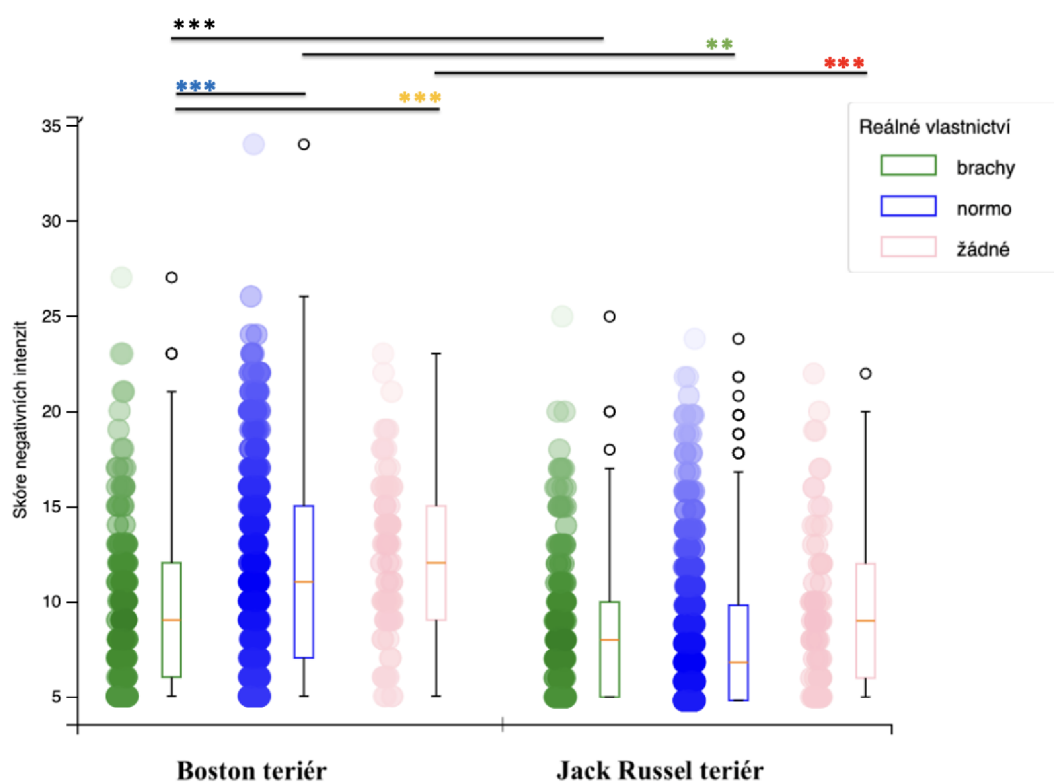 ***
**
***
***
***
35
Reálné vlastnictví
brachy
30
normo
žádné
25
Skóre negativních intenzit
20
15
10
5
Boston teriér Jack Russel teriér